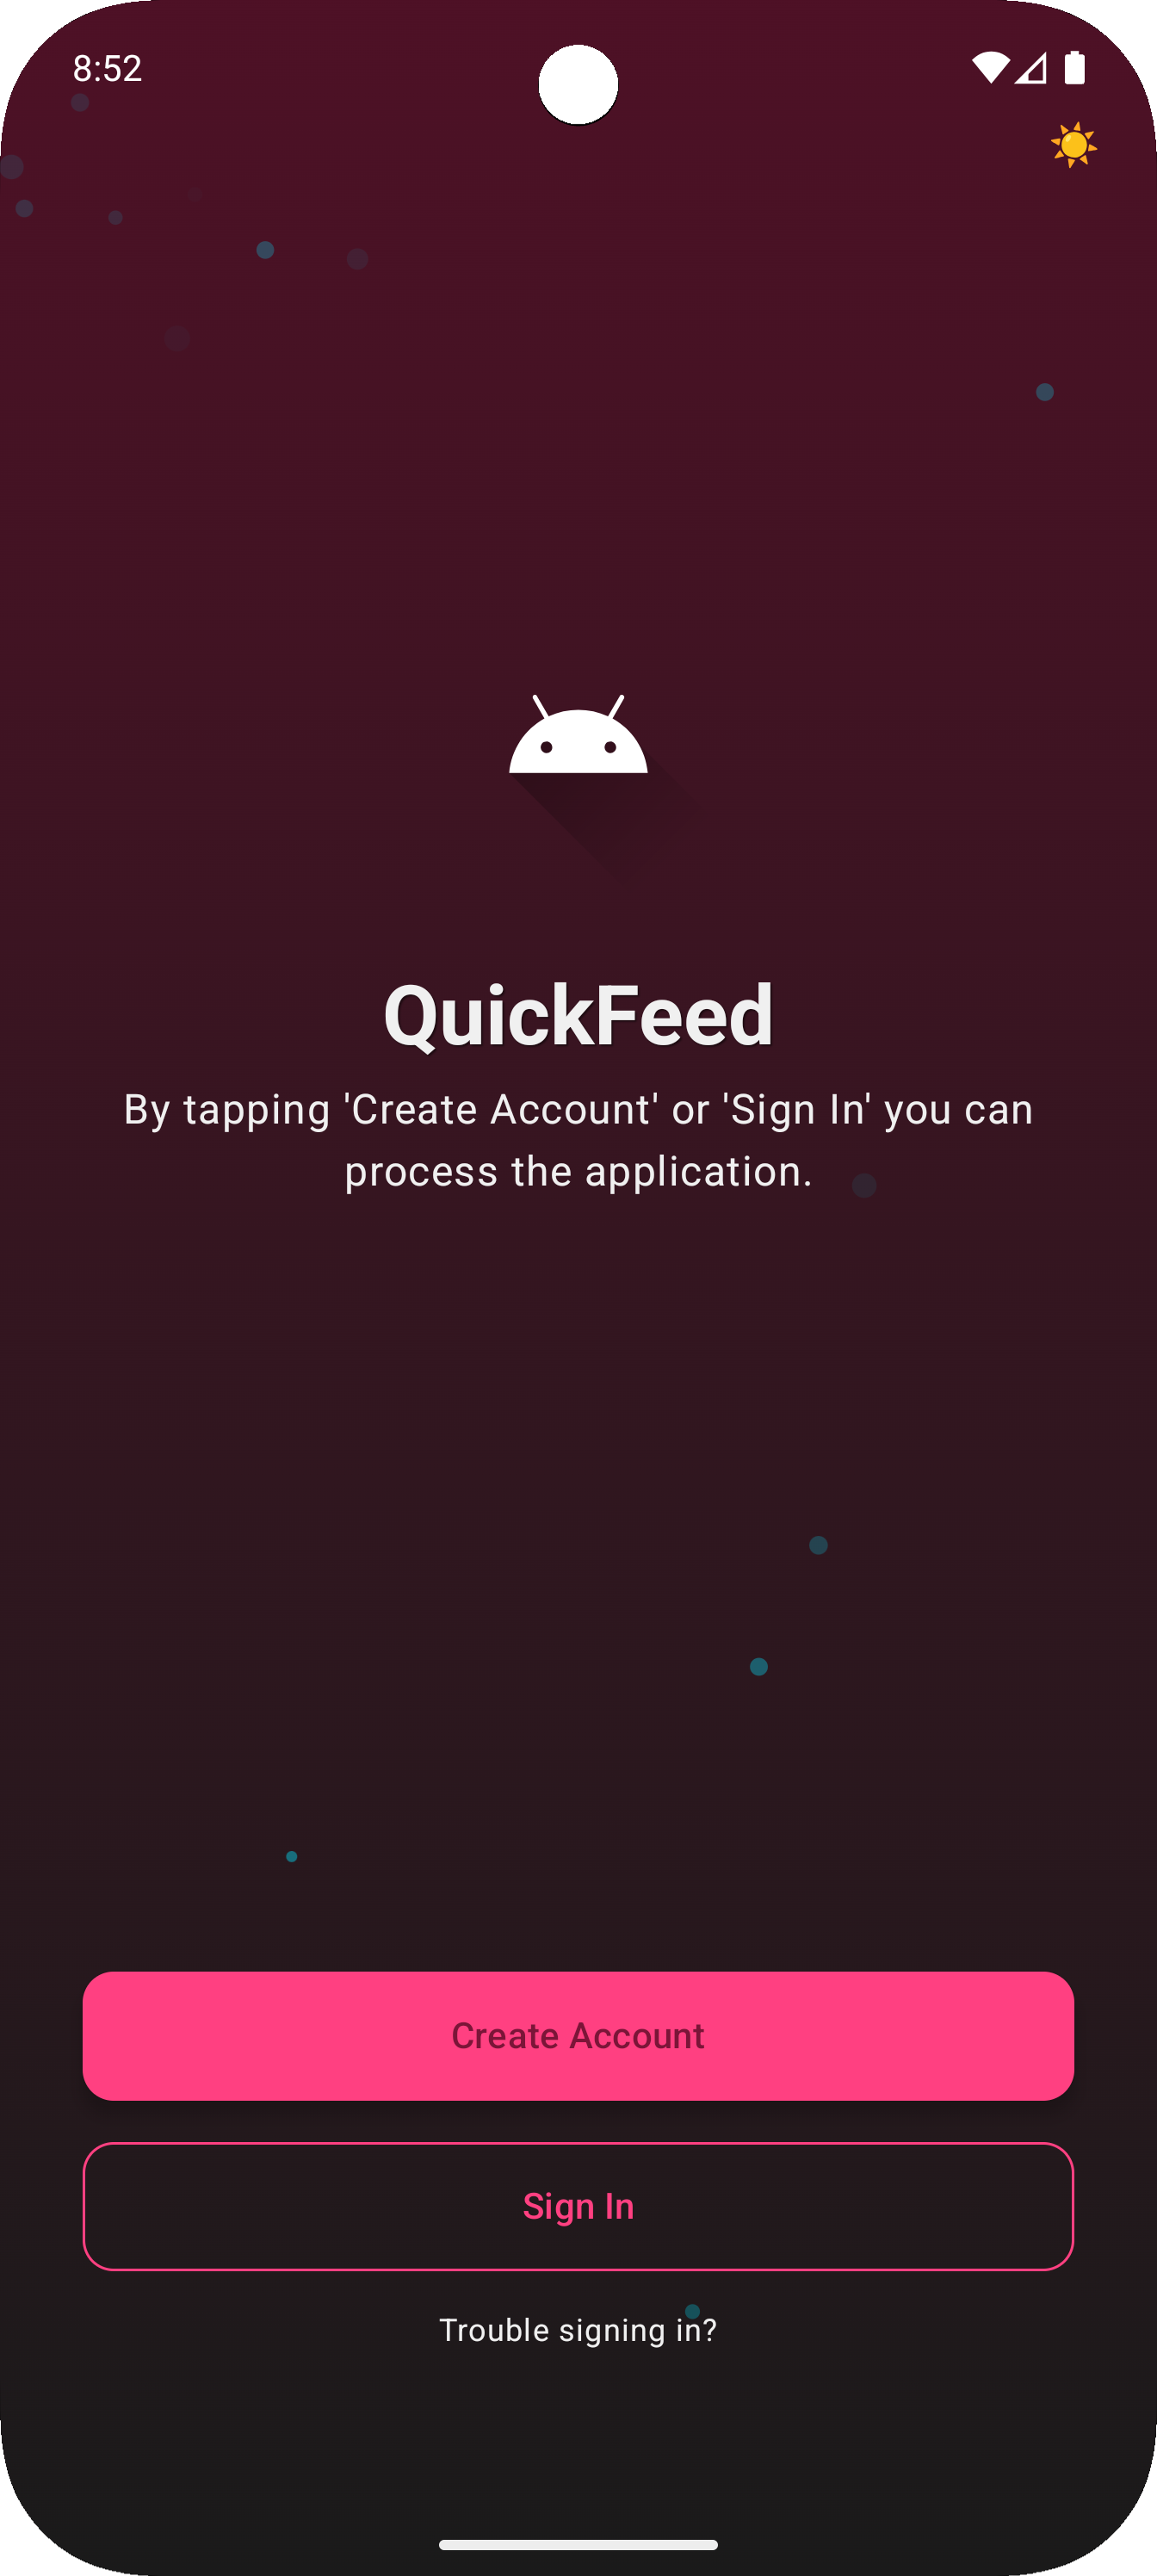 8:52
QuickFeed
By tapping 'Create Account' or 'Sign In' you can
process the application.
Create Account
Sign In
Trouble signing in?